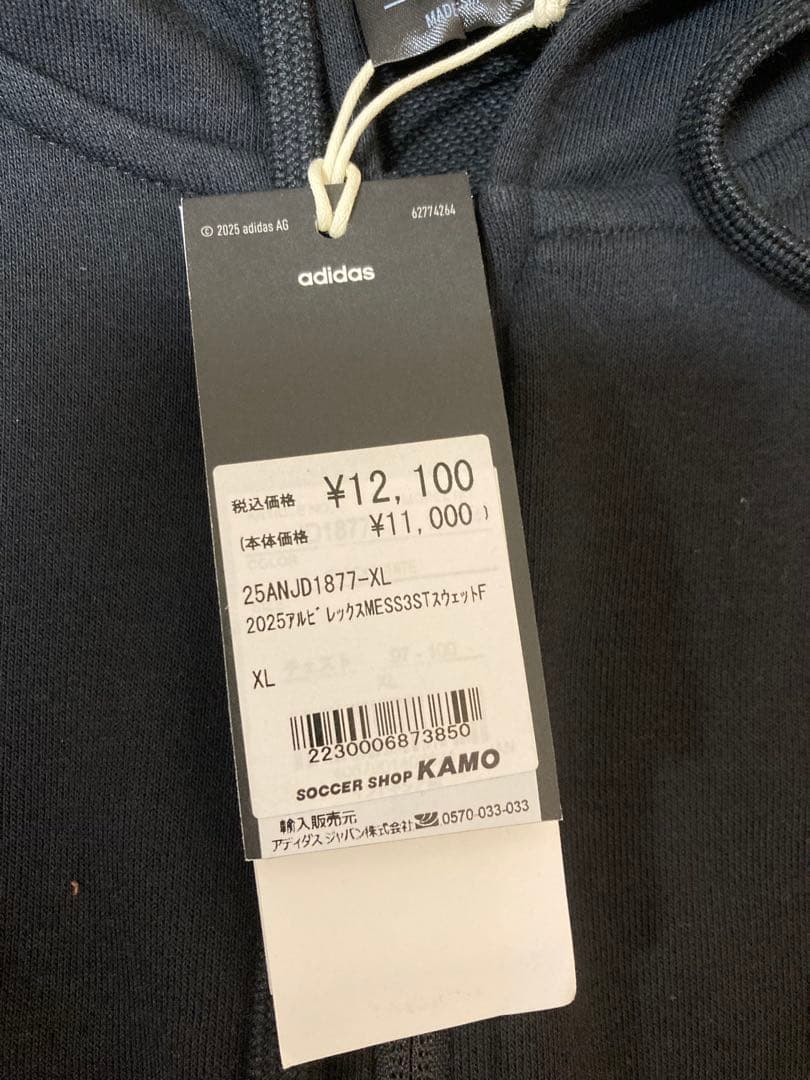 MADE IN
© 2025 adidas AG 62774264
adidas
税込価格 ¥12,100
(本体価格 ¥11,000 )
25ANJD1877-XL
2025ｱﾙﾋﾞﾚｯｸｽMESS3STｽｳｪｯﾄF
XL
2230006873850
SOCCER SHOP KAMO
輸入販売元
アディダス ジャパン株式会社 0570-033-033